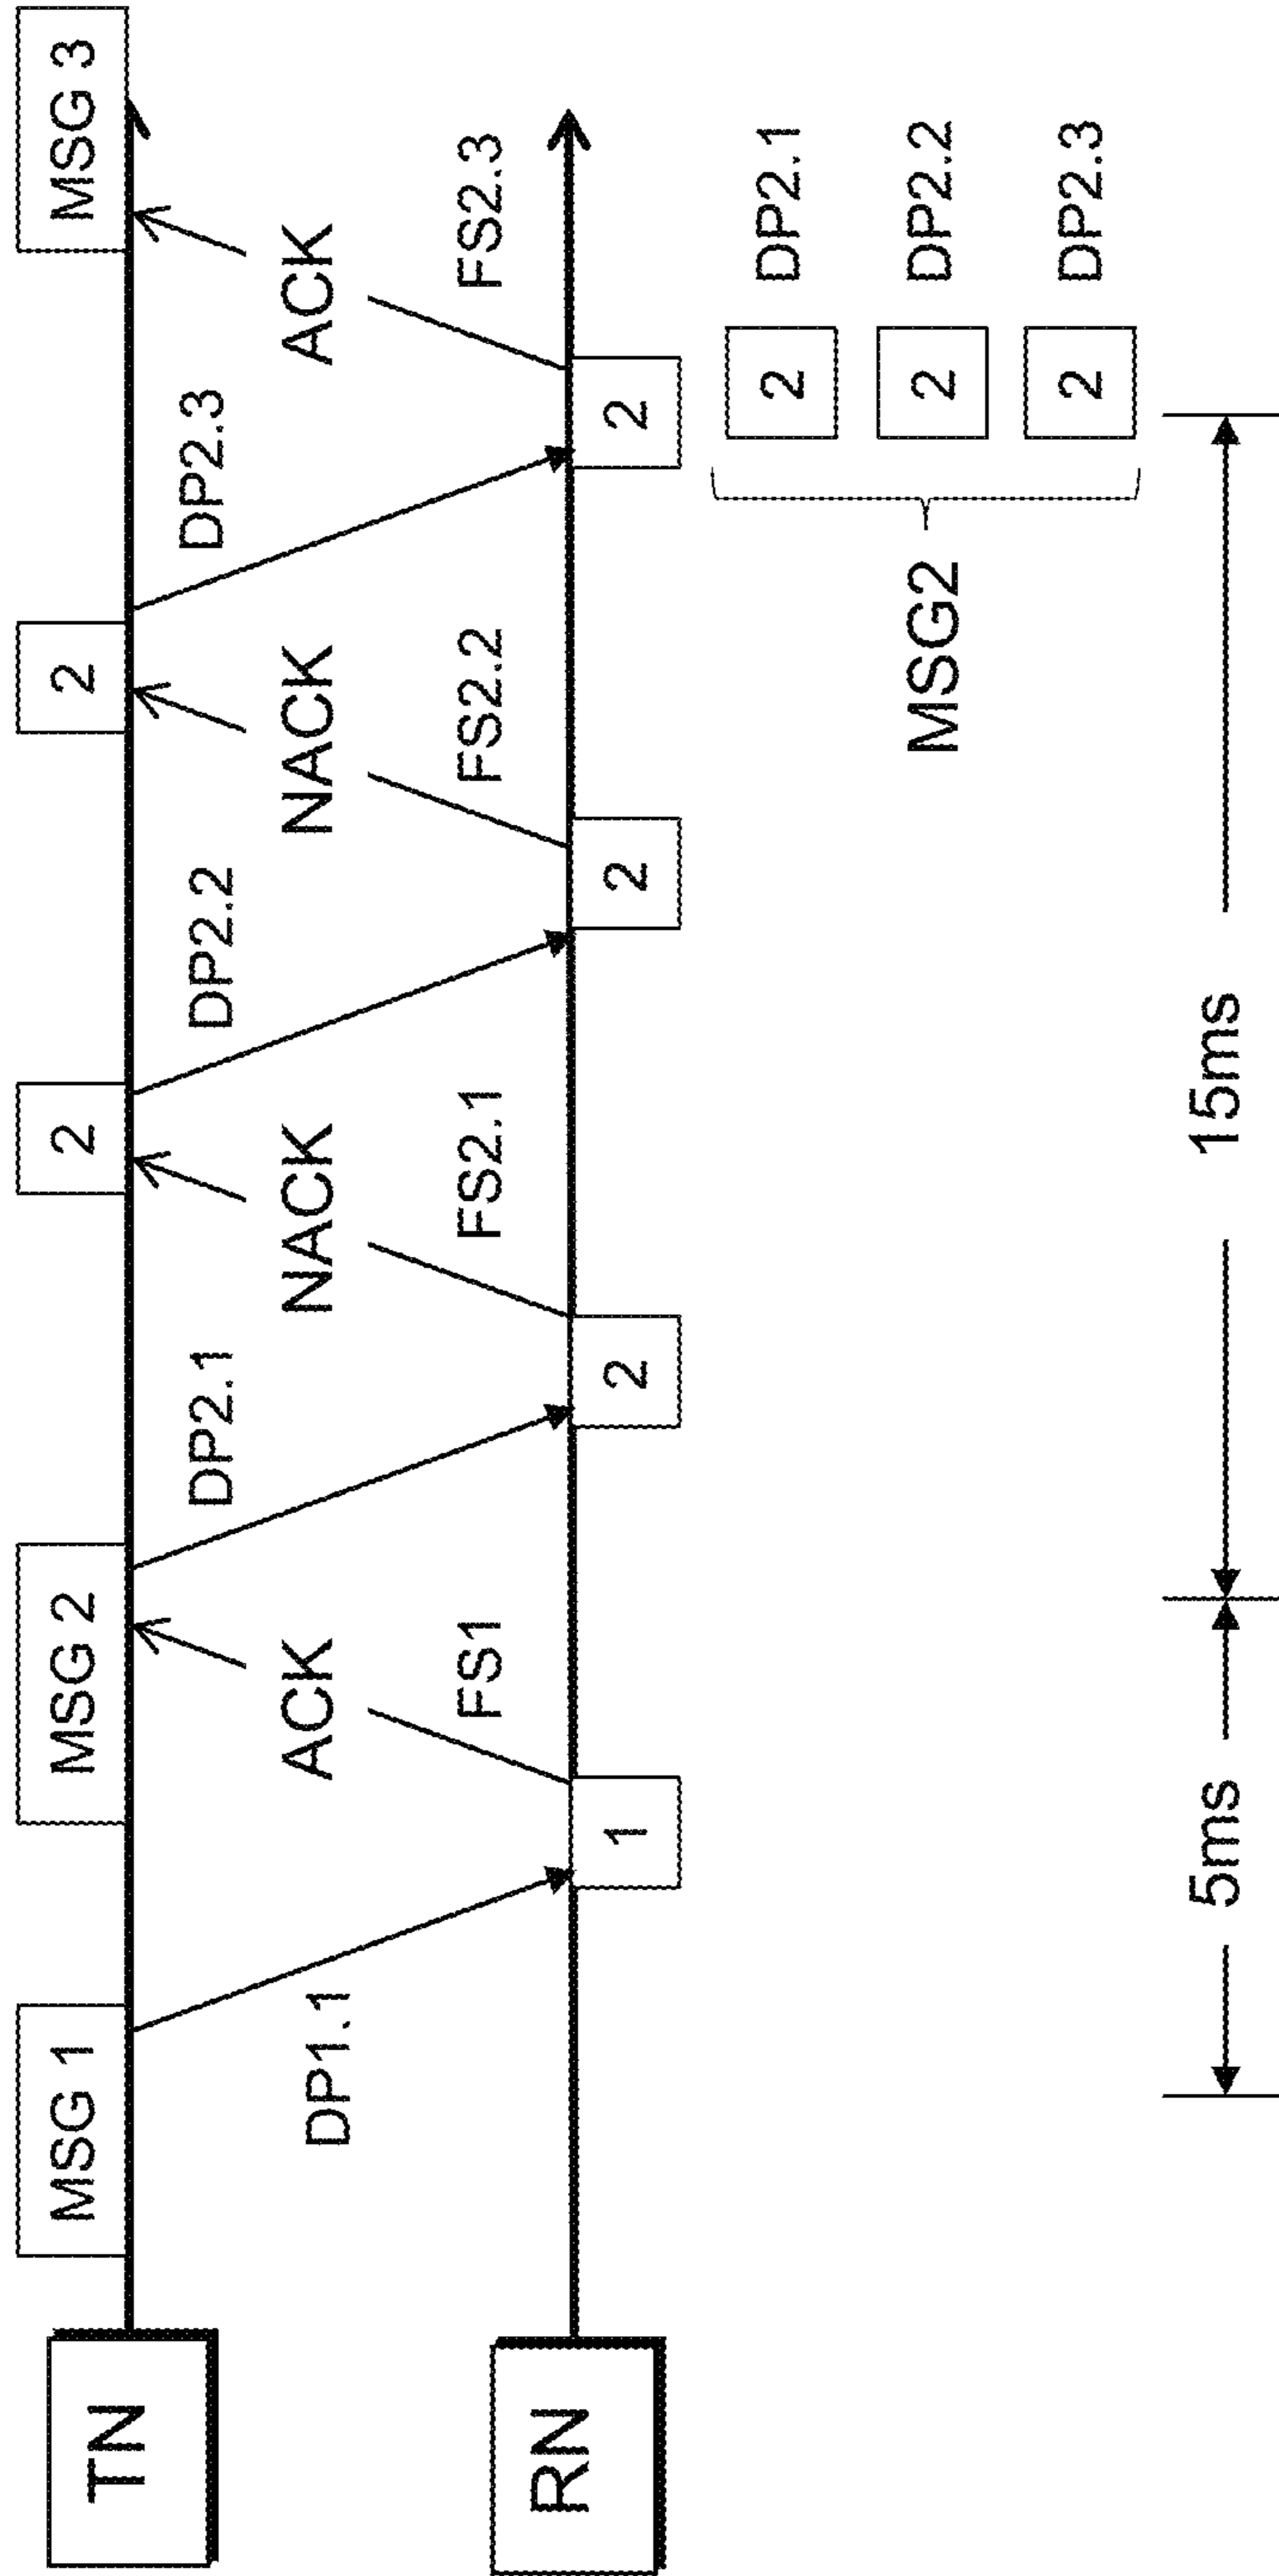 TN
MSG 1
MSG 2
2
2
MSG 3
DP1.1
DP2.1
DP2.2
DP2.3
ACK
NACK
NACK
ACK
FS1
FS2.1
FS2.2
FS2.3
RN
1
2
2
2
MSG2
2
DP2.1
2
DP2.2
2
DP2.3
5ms
15ms